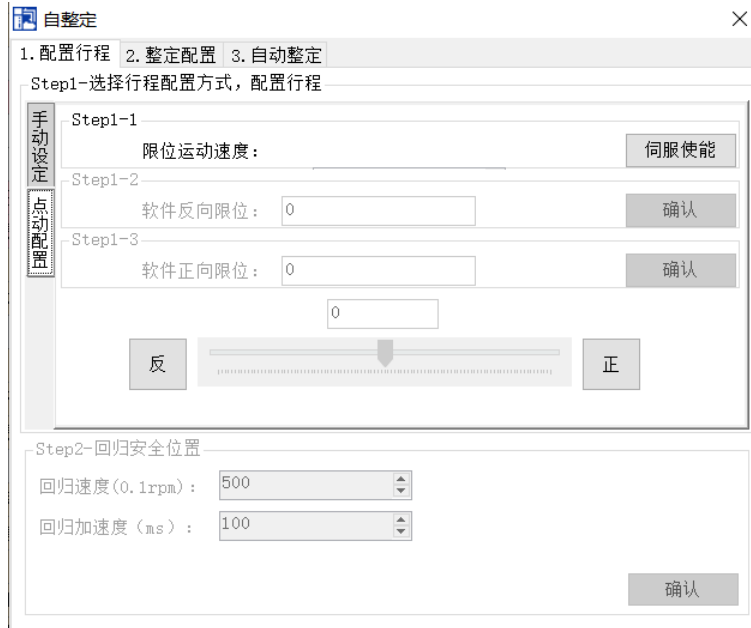 自整定
1.配置行程 2.整定配置 3.自动整定
Step1-选择行程配置方式，配置行程
手动设定
点动配置
Step1-1
限位运动速度： 伺服使能
Step1-2
软件反向限位： 0 确认
Step1-3
软件正向限位： 0 确认
0
反 正
Step2-回归安全位置
回归速度(0.1rpm)： 500
回归加速度（ms）： 100
确认